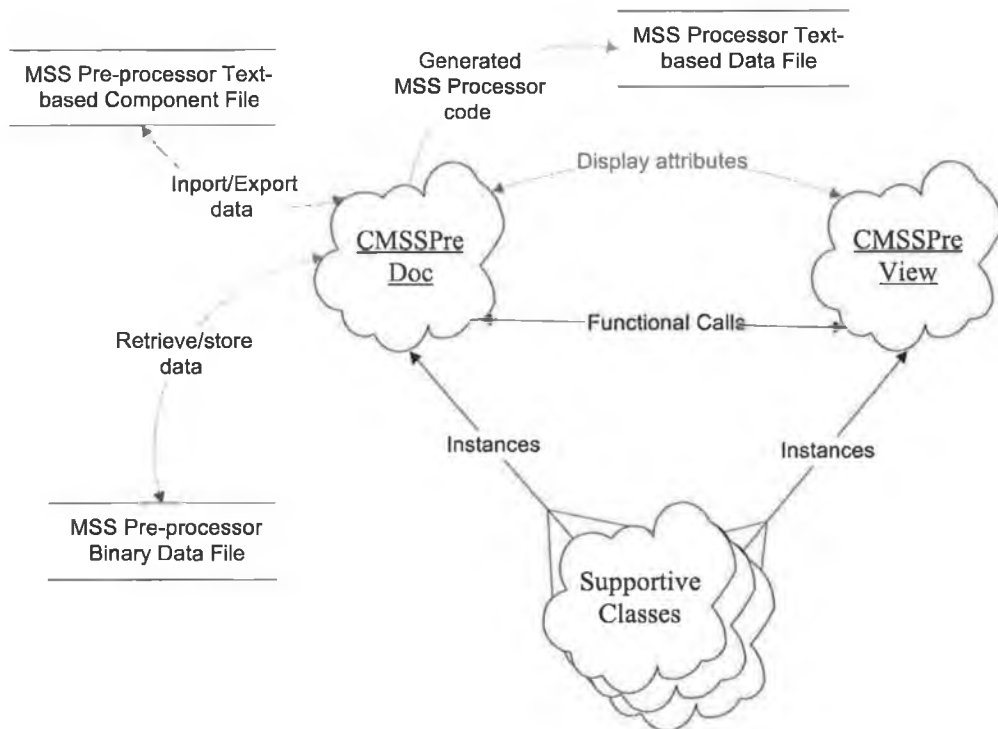 MSS Pre-processor Text-
based Component File
Generated
MSS Processor
code
MSS Processor Text-
based Data File
Inport/Export
data
Display attributes
CMSSPre
Doc
CMSSPre
View
Retrieve/store
data
Functional Calls
Instances
Instances
MSS Pre-processor
Binary Data File
Supportive
Classes